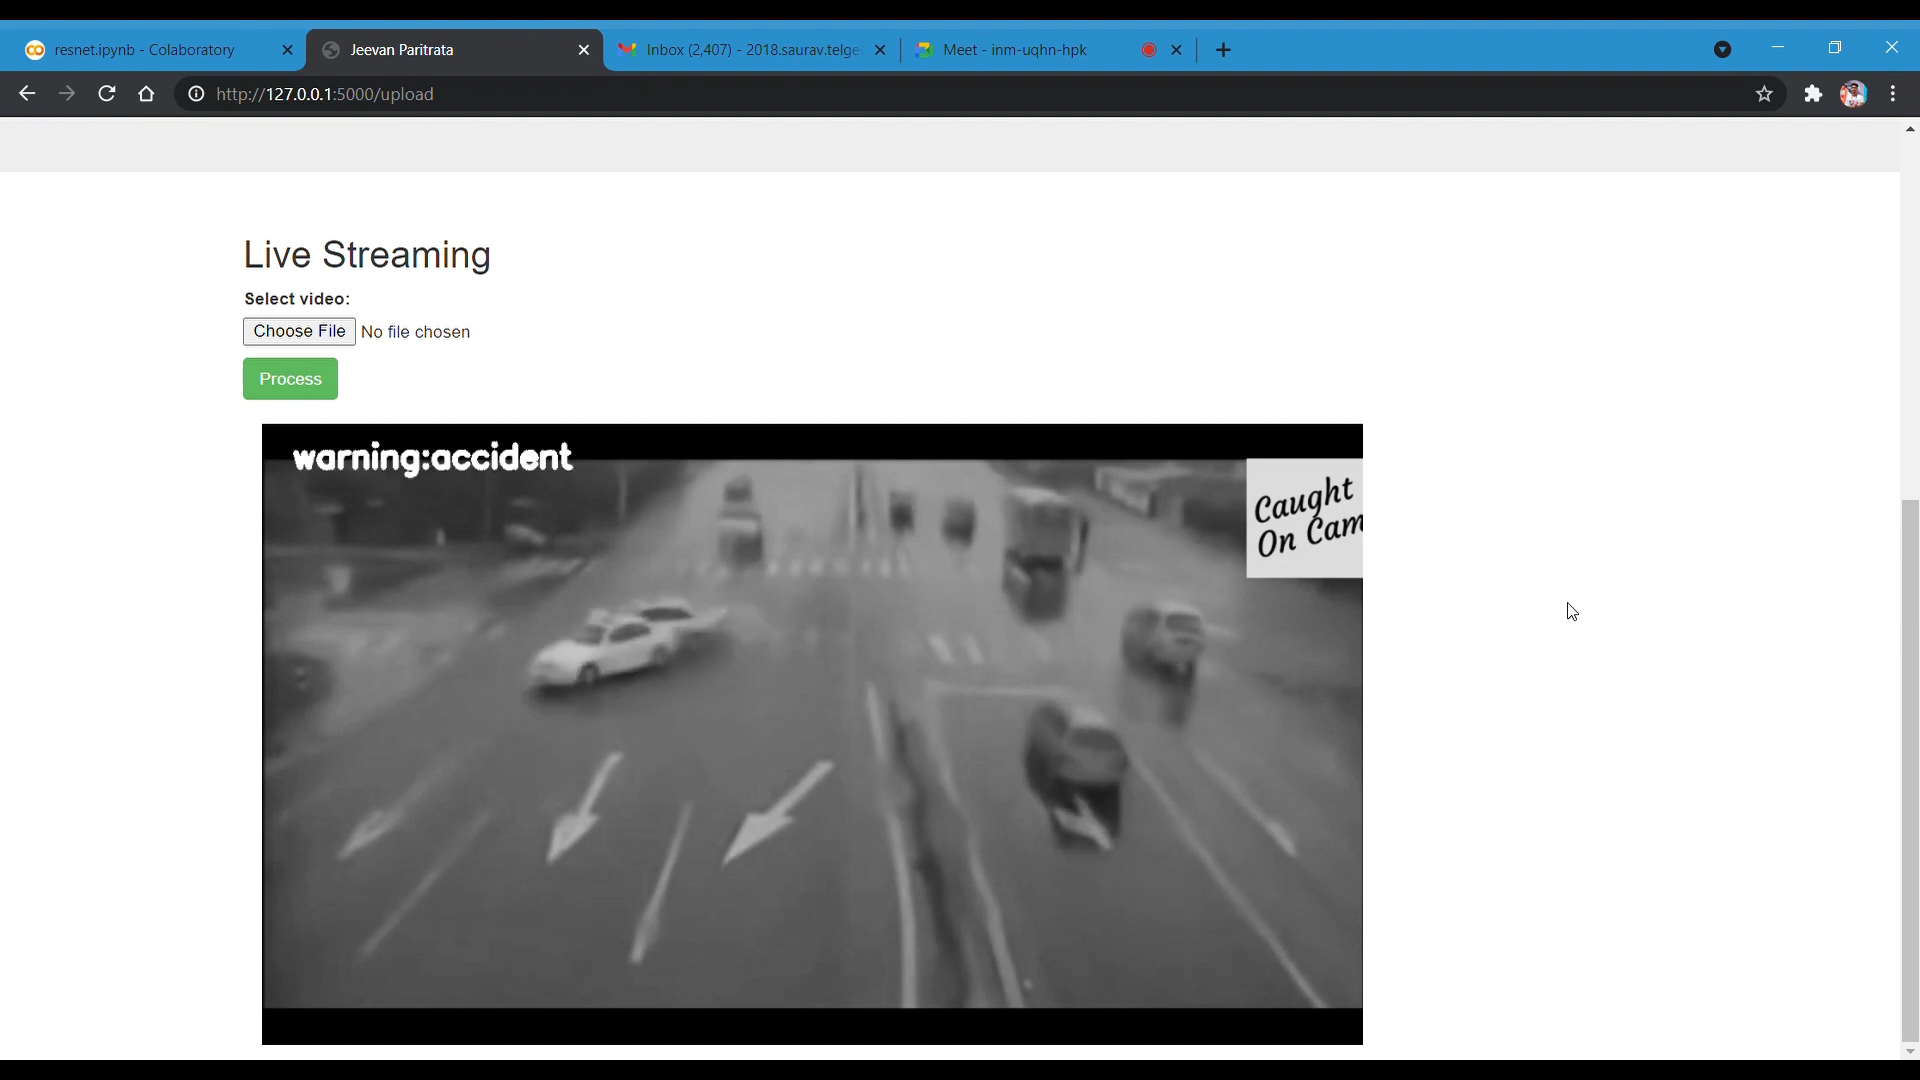 resnet.ipynb - Colaboratory
Jeevan Paritrata
Inbox (2,407) - 2018.saurav.telge
Meet - inm-uqhn-hpk
http://127.0.0.1:5000/upload
Live Streaming
Select video:
Choose File No file chosen
Process
warning:accident
Caught
On Cam